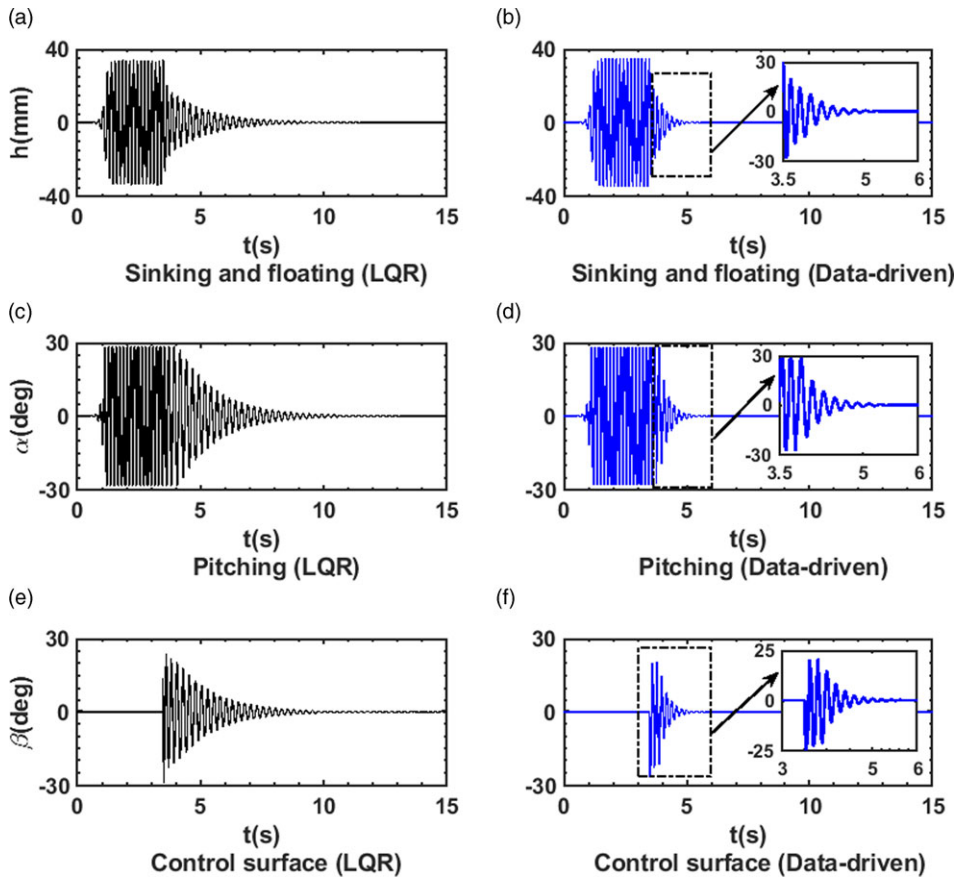 (a)
(b)
40
0
-40
h(mm)
0 5 10 15
t(s)
Sinking and floating (LQR)
40
0
-40
0 5 10 15
30
0
-30
3.5 5 6
t(s)
Sinking and floating (Data-driven)
(c)
(d)
30
0
-30
α(deg)
0 5 10 15
t(s)
Pitching (LQR)
30
0
-30
0 5 10 15
30
0
-30
3.5 5 6
t(s)
Pitching (Data-driven)
(e)
(f)
30
0
-30
β(deg)
0 5 10 15
t(s)
Control surface (LQR)
30
0
-30
0 5 10 15
25
0
-25
3 5 6
t(s)
Control surface (Data-driven)